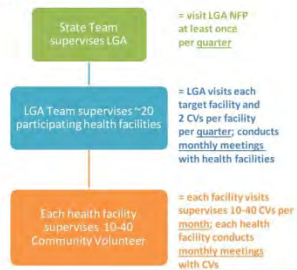 State Team
supervises LGA
= visit LGA NFP
at least once
per quarter
LGA Team supervises ~20
participating health facilities
= LGA visits each
target facility and
2 CVs per facility
per quarter; conducts
monthly meetings
with health facilities
Each health facility
supervises 10-40
Community Volunteer
= each facility visits
supervises 10-40 CVs per
month; each health
facility conducts
monthly meetings
with CVs